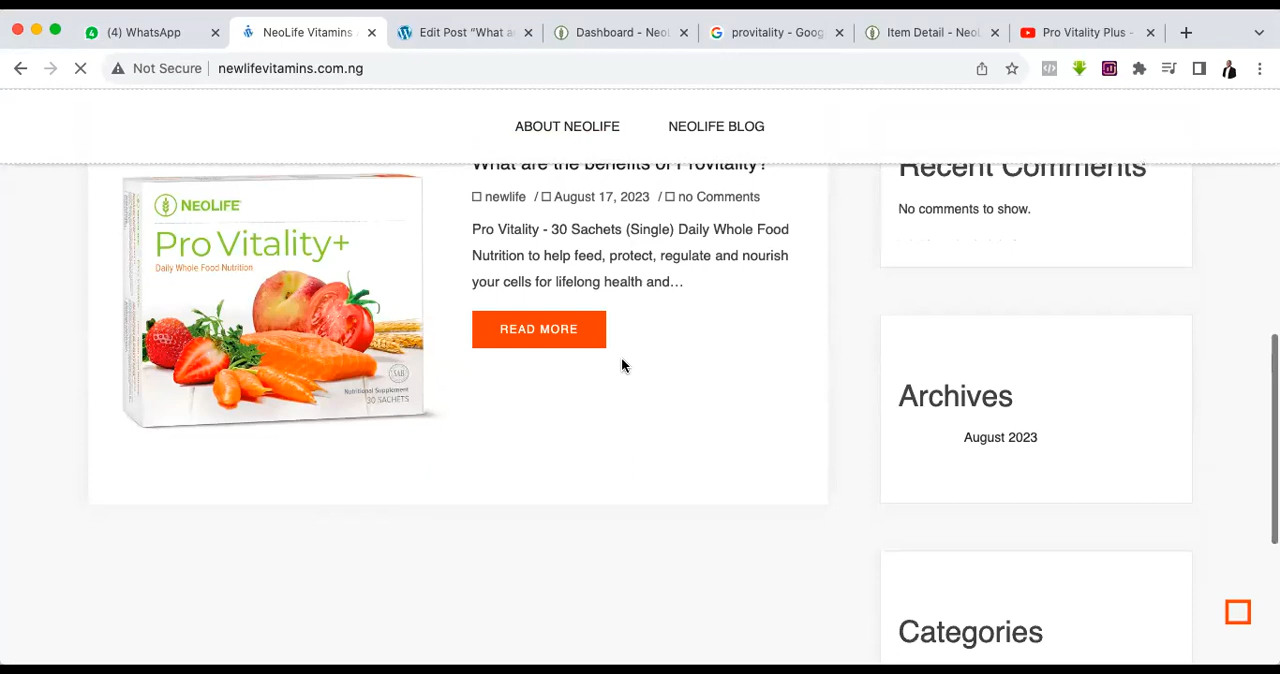 (4) WhatsApp
NeoLife Vitamins
Edit Post “What a
Dashboard - Neo
provitality - Goog
Item Detail - Neo
Pro Vitality Plus -
Not Secure
newlifevitamins.com.ng
ABOUT NEOLIFE
NEOLIFE BLOG
What are the benefits of Provitality?
newlife / August 17, 2023 / no Comments
Pro Vitality - 30 Sachets (Single) Daily Whole Food
Nutrition to help feed, protect, regulate and nourish
your cells for lifelong health and…
READ MORE
NEOLIFE
Pro Vitality+
Daily Whole Food Nutrition
Nutritional Supplement
30 SACHETS
Recent Comments
No comments to show.
Archives
August 2023
Categories